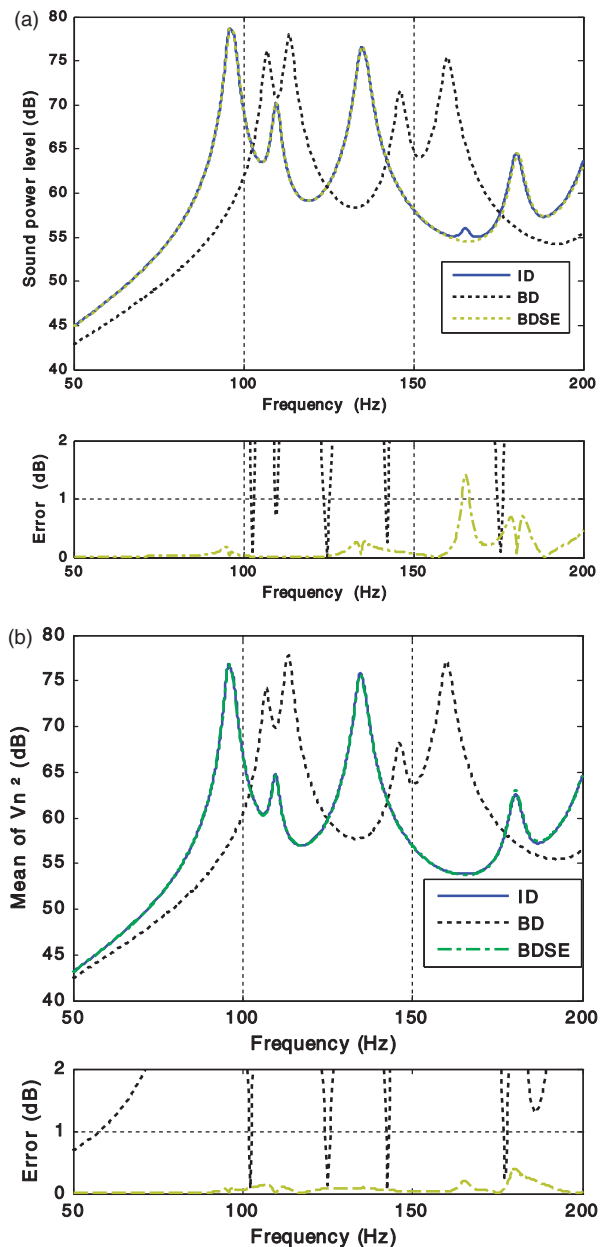 (a)
80
75
70
65
60
55
50
45
40
Sound power level (dB)
ID
BD
BDSE
50
100
150
200
Frequency (Hz)
2
1
0
Error (dB)
50
100
150
200
Frequency (Hz)
(b)
80
75
70
65
60
55
50
45
40
Mean of Vn ² (dB)
ID
BD
BDSE
50
100
150
200
Frequency (Hz)
2
1
0
Error (dB)
50
100
150
200
Frequency (Hz)